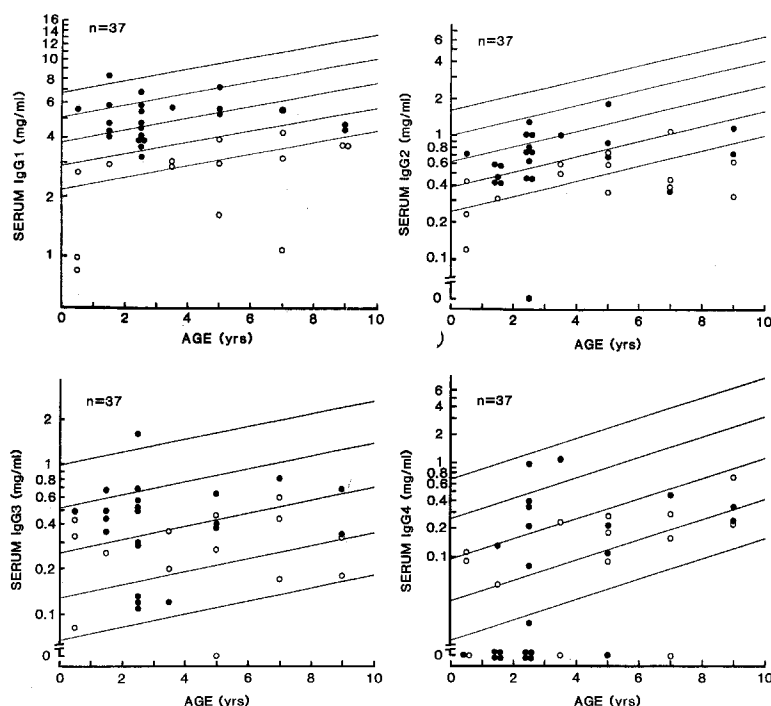 n=37
SERUM IgG1 (mg/ml)
16
12
10
8
6
4
2
1
0 2 4 6 8 10
AGE (yrs)
n=37
SERUM IgG2 (mg/ml)
6
4
2
1.0
0.8
0.6
0.4
0.2
0.1
0
0 2 4 6 8 10
AGE (yrs)
n=37
SERUM IgG3 (mg/ml)
2
1
0.8
0.6
0.4
0.2
0.1
0
0 2 4 6 8 10
AGE (yrs)
n=37
SERUM IgG4 (mg/ml)
6
4
2
1
0.8
0.6
0.4
0.2
0.1
0
0 2 4 6 8 10
AGE (yrs)